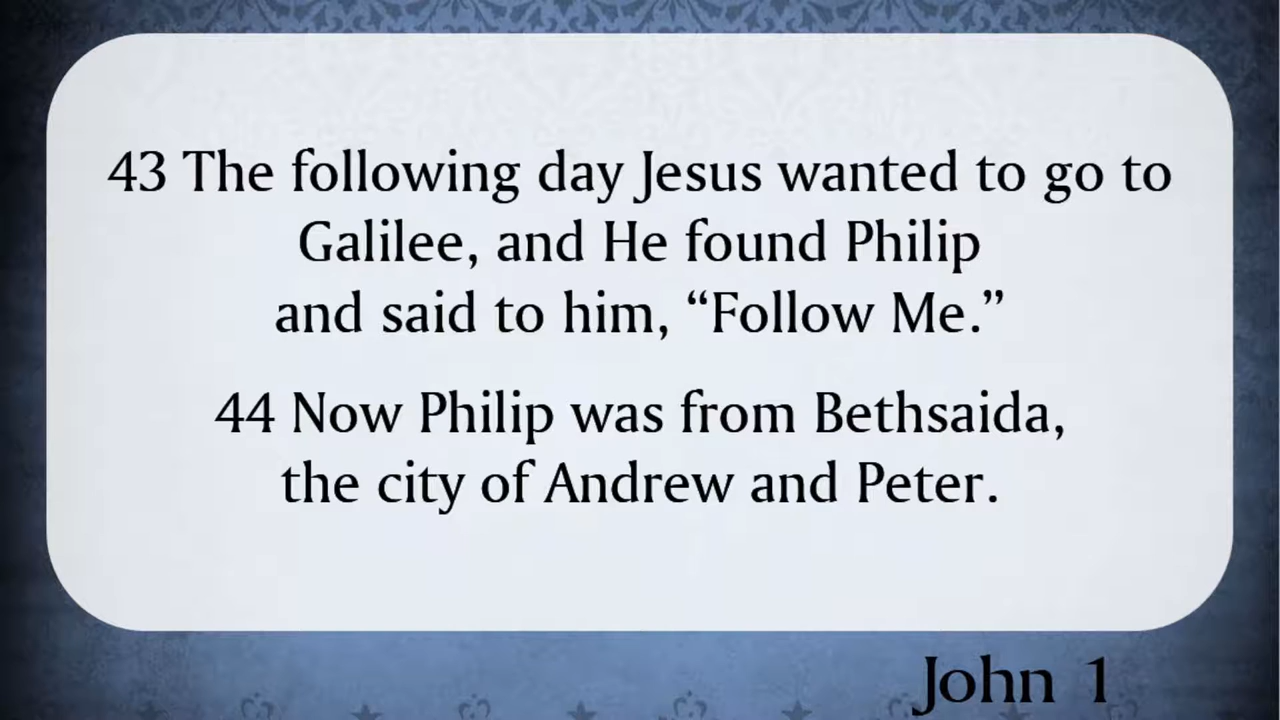 43 The following day Jesus wanted to go to
Galilee, and He found Philip
and said to him, “Follow Me.”
44 Now Philip was from Bethsaida,
the city of Andrew and Peter.
John 1